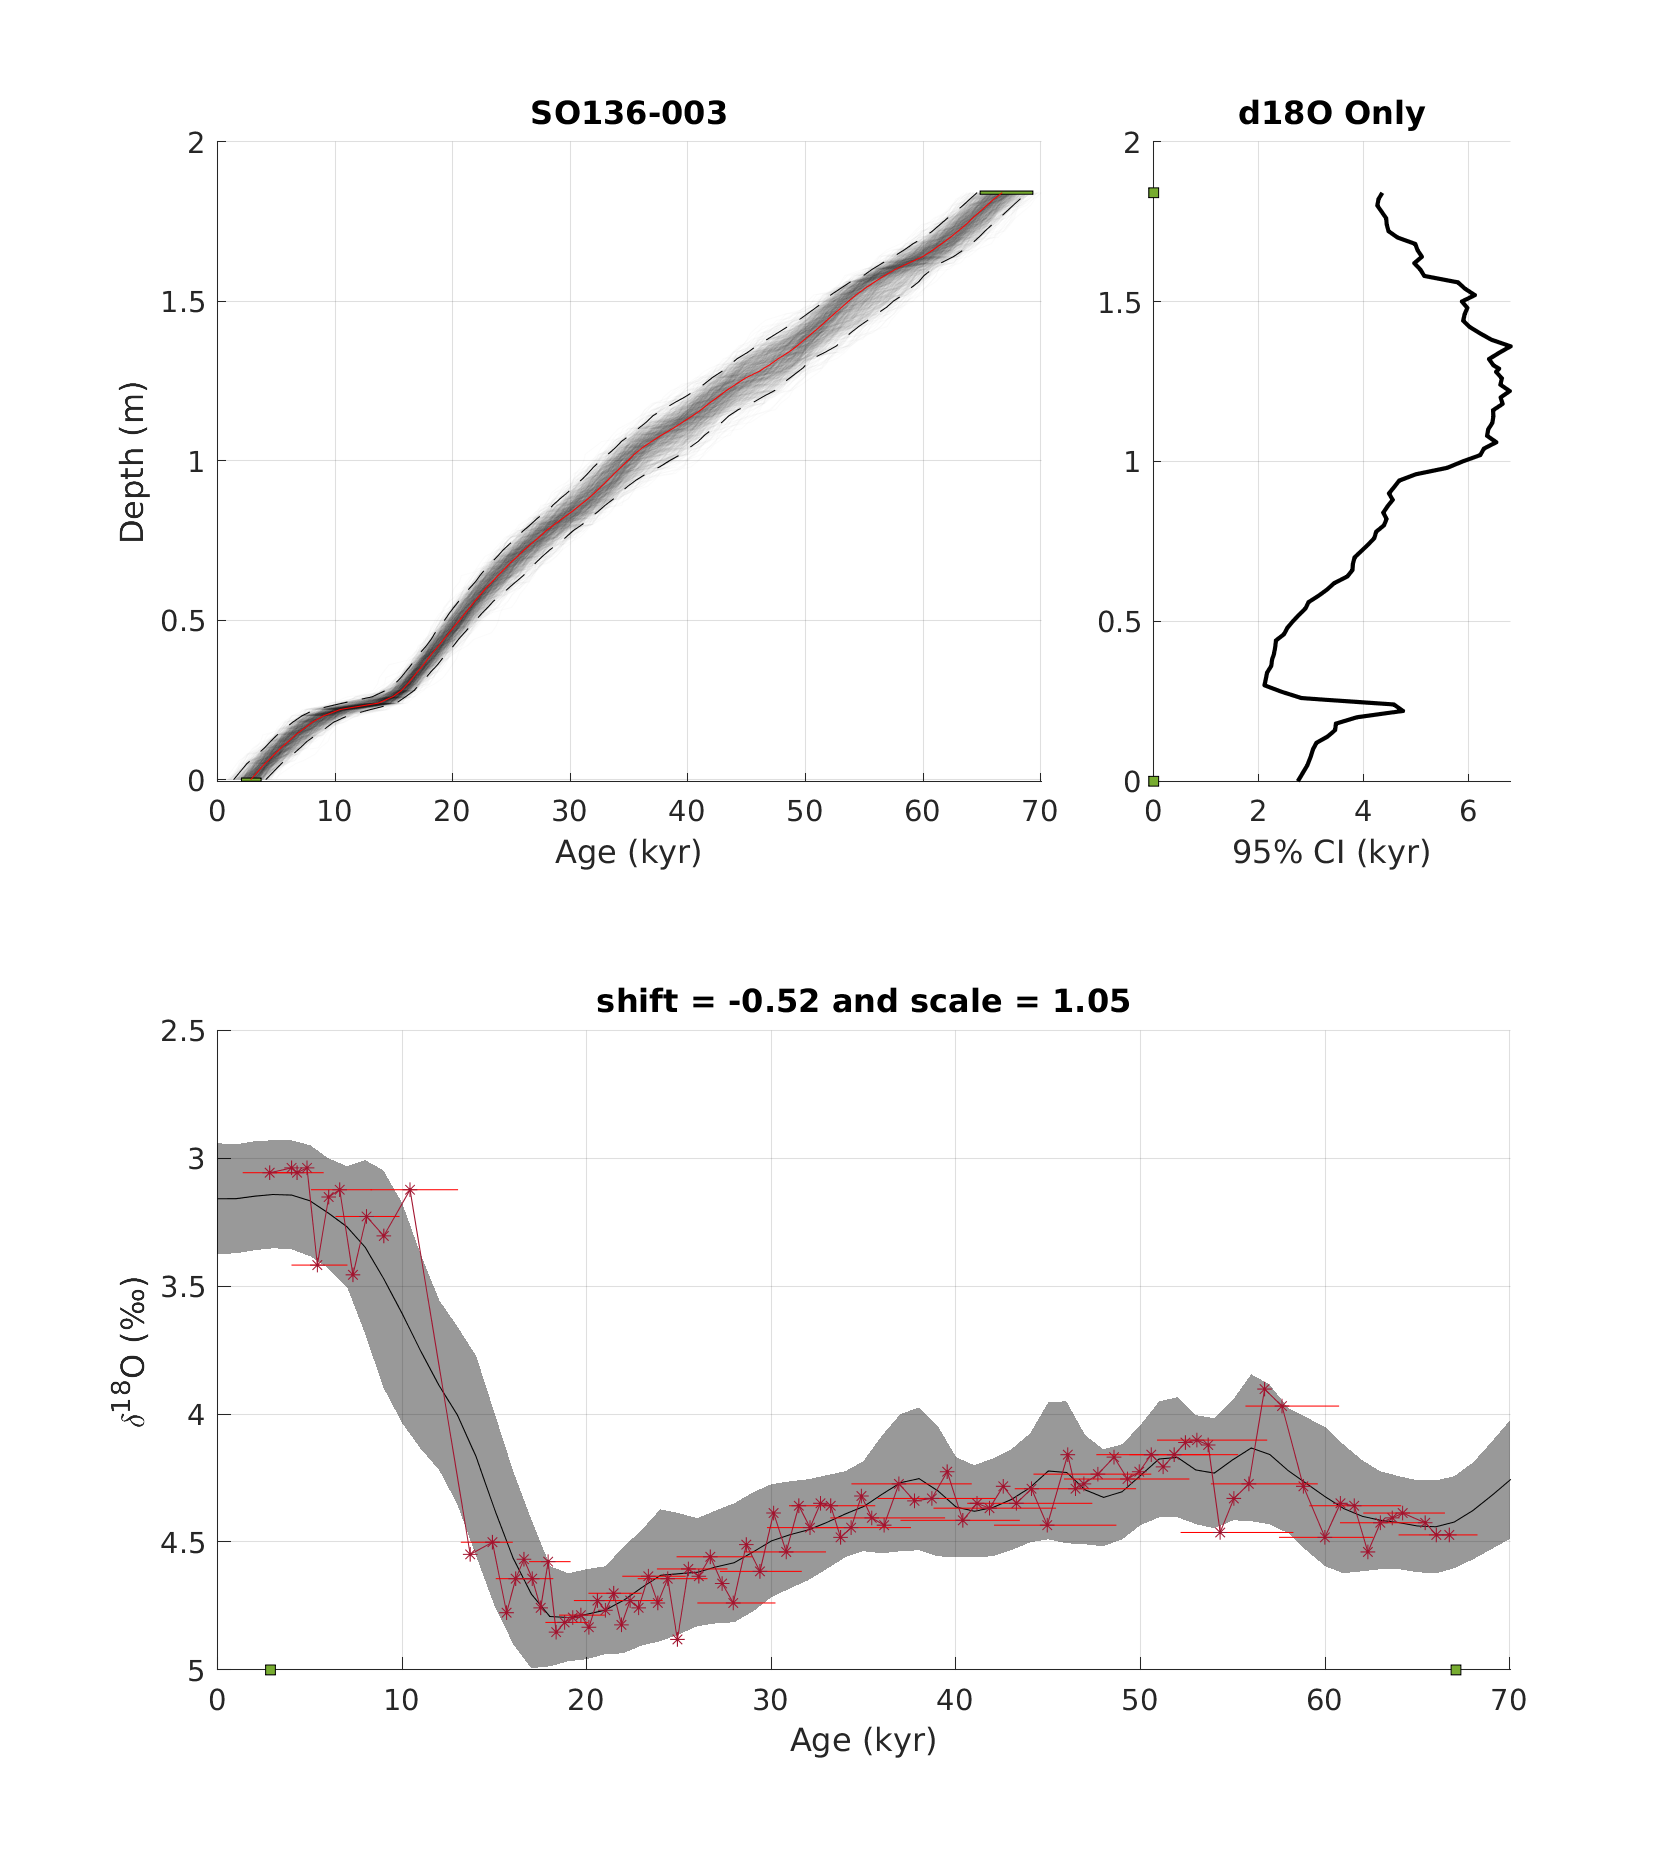 SO136-003
d18O Only
2
1.5
1
0.5
0
Depth (m)
0 10 20 30 40 50 60 70
Age (kyr)
2
1.5
1
0.5
0
0 2 4 6
95% CI (kyr)
shift = -0.52 and scale = 1.05
2.5
3
3.5
4
4.5
5
δ18O (‰)
0 10 20 30 40 50 60 70
Age (kyr)